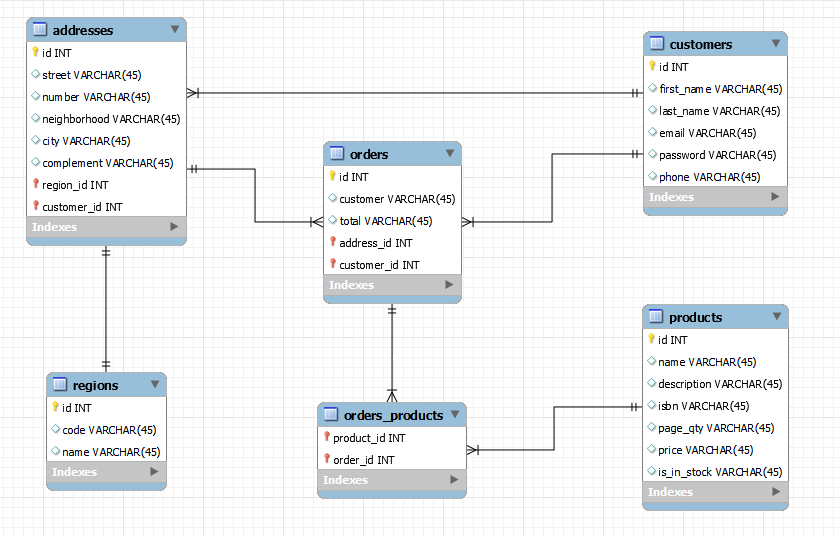 addresses
id INT
street VARCHAR(45)
number VARCHAR(45)
neighborhood VARCHAR(45)
city VARCHAR(45)
complement VARCHAR(45)
region_id INT
customer_id INT
Indexes
customers
id INT
first_name VARCHAR(45)
last_name VARCHAR(45)
email VARCHAR(45)
password VARCHAR(45)
phone VARCHAR(45)
Indexes
orders
id INT
customer VARCHAR(45)
total VARCHAR(45)
address_id INT
customer_id INT
Indexes
products
id INT
name VARCHAR(45)
description VARCHAR(45)
isbn VARCHAR(45)
page_qty VARCHAR(45)
price VARCHAR(45)
is_in_stock VARCHAR(45)
Indexes
regions
id INT
code VARCHAR(45)
name VARCHAR(45)
Indexes
orders_products
product_id INT
order_id INT
Indexes